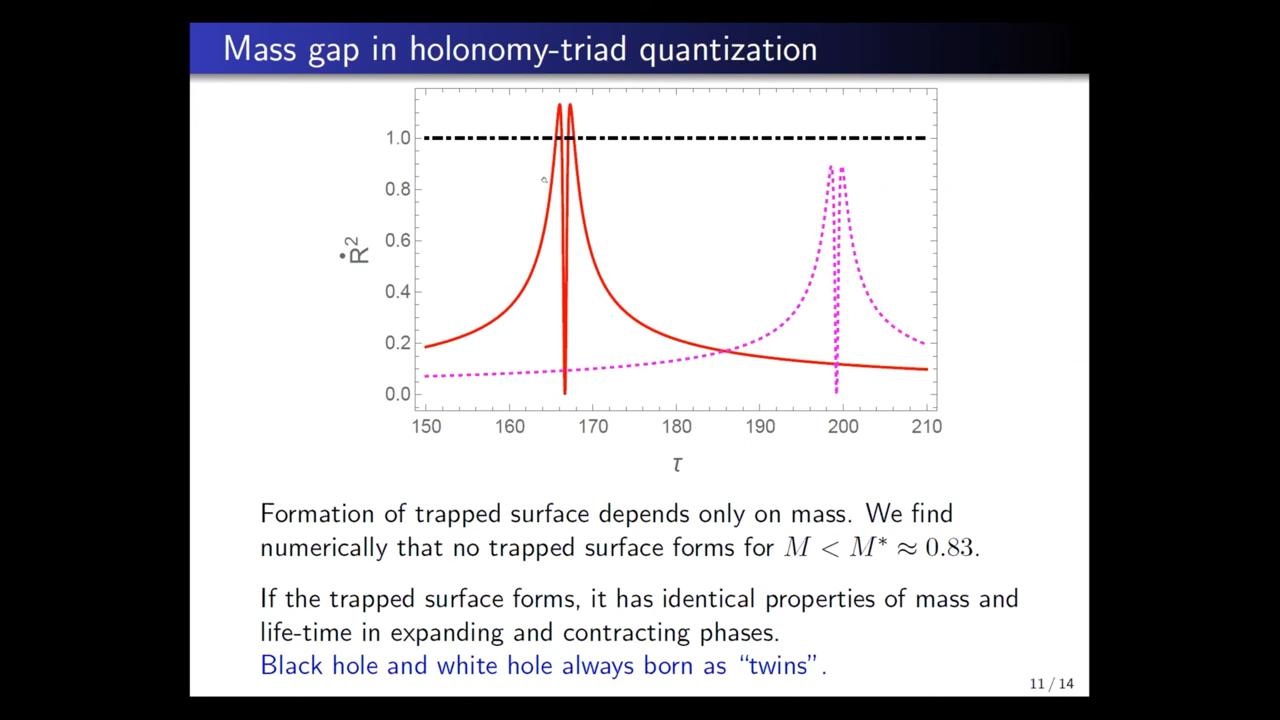 Mass gap in holonomy-triad quantization
1.0
0.8
0.6
0.4
0.2
0.0
Ṙ²
150 160 170 180 190 200 210
τ
Formation of trapped surface depends only on mass. We find
numerically that no trapped surface forms for M < M* ≈ 0.83.
If the trapped surface forms, it has identical properties of mass and
life-time in expanding and contracting phases.
Black hole and white hole always born as “twins”.
11 / 14